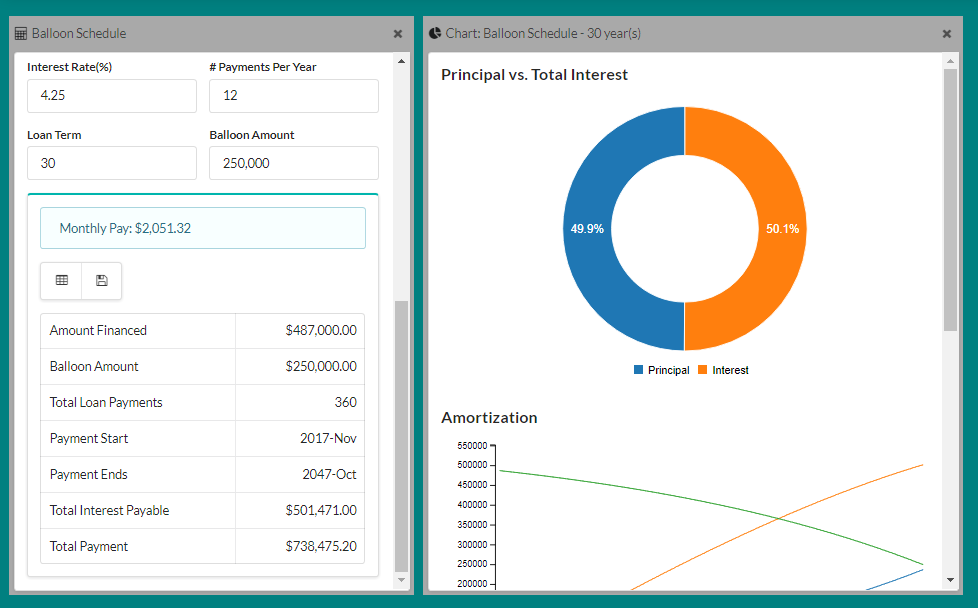 Balloon Schedule
Interest Rate(%) # Payments Per Year
4.25 12
Loan Term Balloon Amount
30 250,000
Monthly Pay: $2,051.32
Amount Financed $487,000.00
Balloon Amount $250,000.00
Total Loan Payments 360
Payment Start 2017-Nov
Payment Ends 2047-Oct
Total Interest Payable $501,471.00
Total Payment $738,475.20
Chart: Balloon Schedule - 30 year(s)
Principal vs. Total Interest
49.9% 50.1%
Principal Interest
Amortization
550000
500000
450000
400000
350000
300000
250000
200000